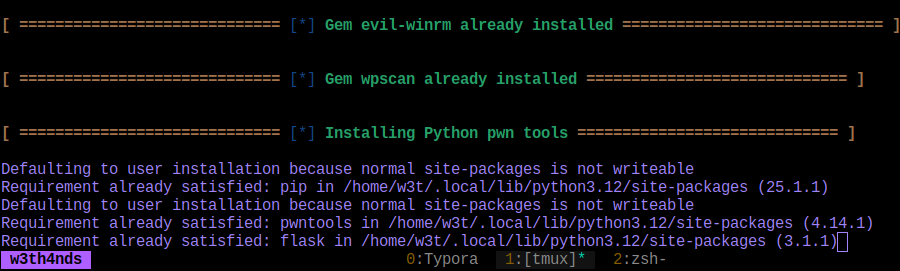 [ ============================= [*] Gem evil-winrm already installed ============================= ]
[ ============================= [*] Gem wpscan already installed ============================= ]
[ ============================= [*] Installing Python pwn tools ============================= ]
Defaulting to user installation because normal site-packages is not writeable
Requirement already satisfied: pip in /home/w3t/.local/lib/python3.12/site-packages (25.1.1)
Defaulting to user installation because normal site-packages is not writeable
Requirement already satisfied: pwntools in /home/w3t/.local/lib/python3.12/site-packages (4.14.1)
Requirement already satisfied: flask in /home/w3t/.local/lib/python3.12/site-packages (3.1.1)
w3th4nds 0:Typora 1:[tmux]* 2:zsh-